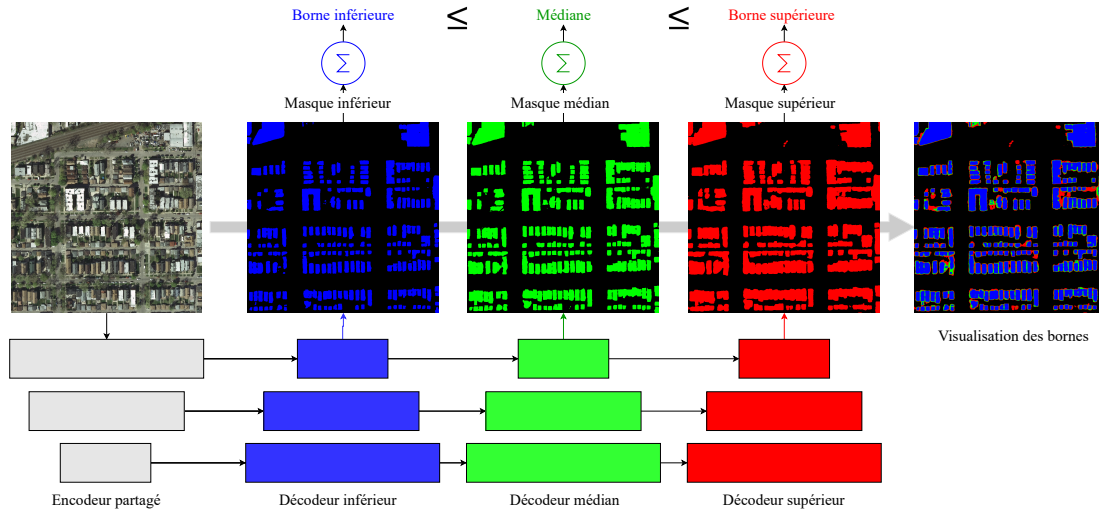 Borne inférieure ≤ Médiane ≤ Borne supérieure
∑ ∑ ∑
Masque inférieur Masque médian Masque supérieur
Visualisation des bornes
Encodeur partagé Décodeur inférieur Décodeur médian Décodeur supérieur